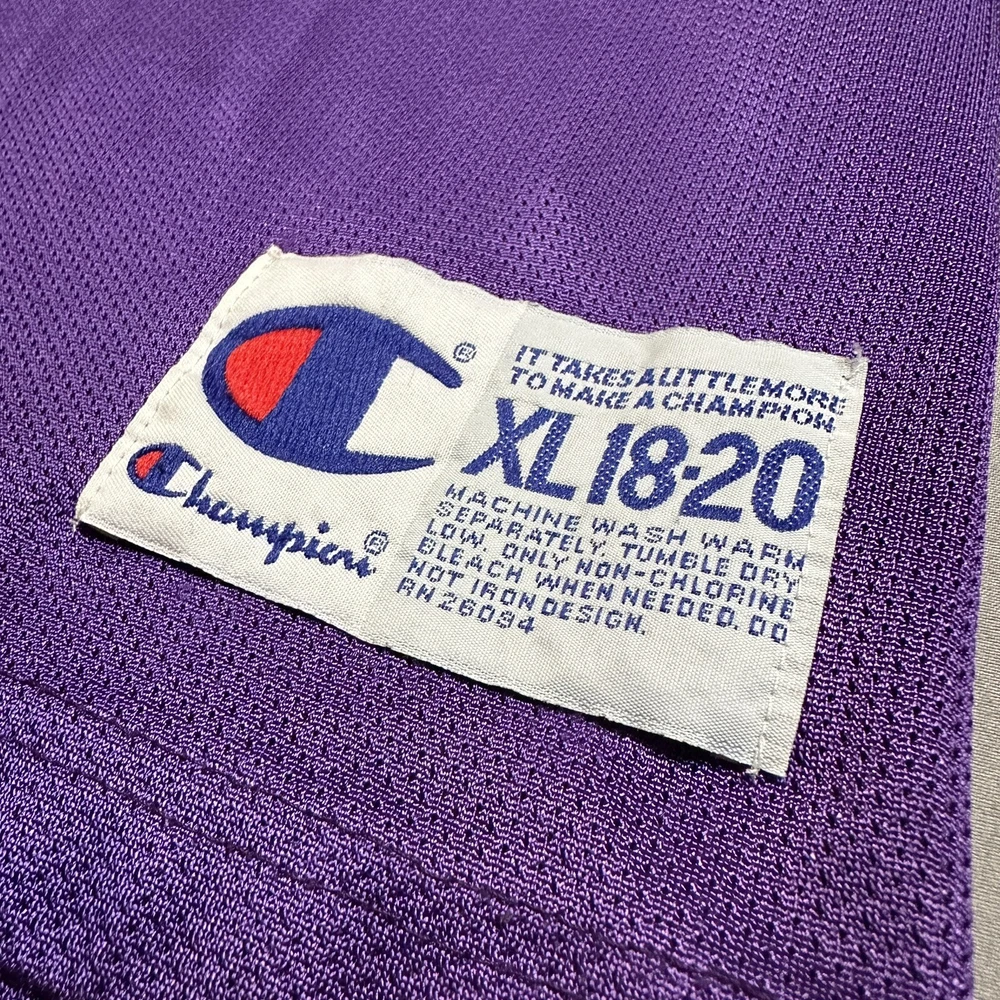 Champion®
®
IT TAKES A LITTLE MORE
TO MAKE A CHAMPION.
XL 18-20
MACHINE WASH WARM
SEPARATELY. TUMBLE DRY
LOW. ONLY NON-CHLORINE
BLEACH WHEN NEEDED. DO
NOT IRON DESIGN.
RN 26094